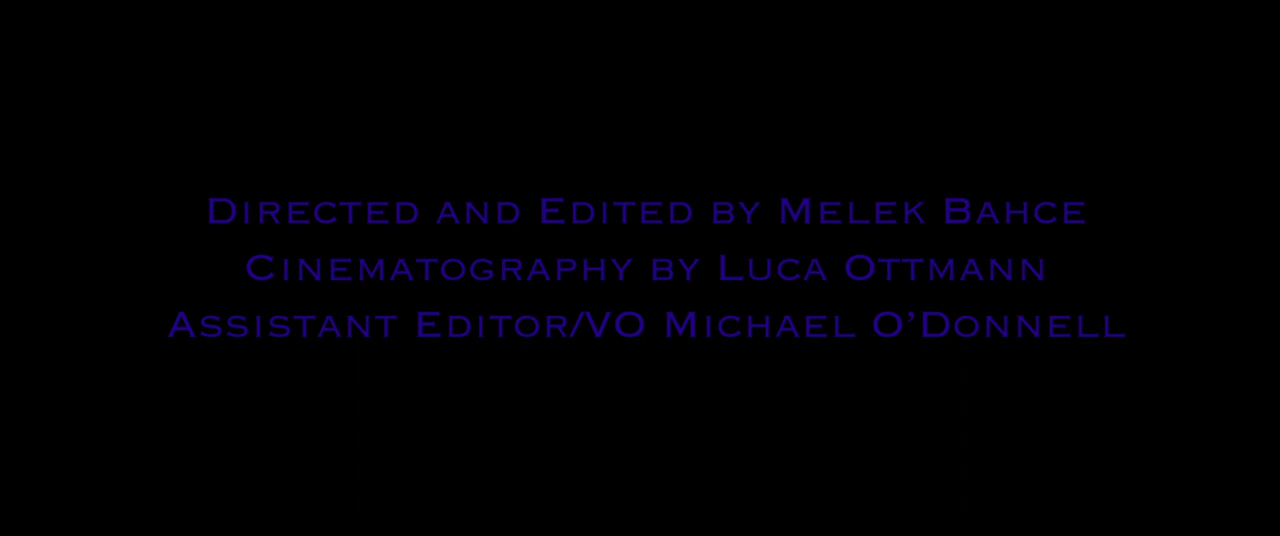 Directed and Edited by Melek Bahce
Cinematography by Luca Ottmann
Assistant Editor/VO Michael O’Donnell